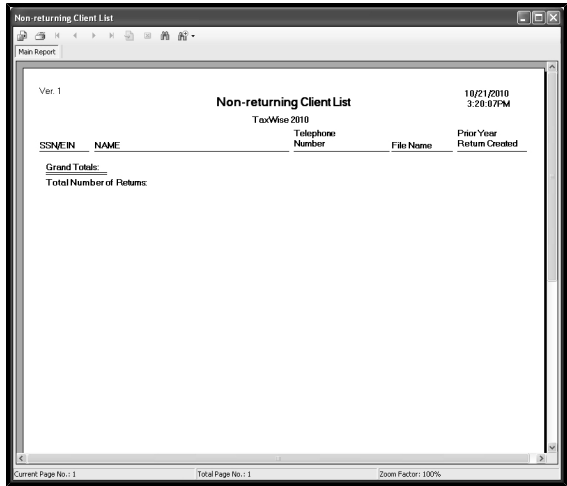 Non-returning Client List
Main Report
Ver. 1
10/21/2010
Non-returning Client List
3:20:07PM
TaxWise 2010
Telephone Prior Year
SSN/EIN NAME Number File Name Return Created
Grand Totals:
Total Number of Returns:
Current Page No.: 1 Total Page No.: 1 Zoom Factor: 100%